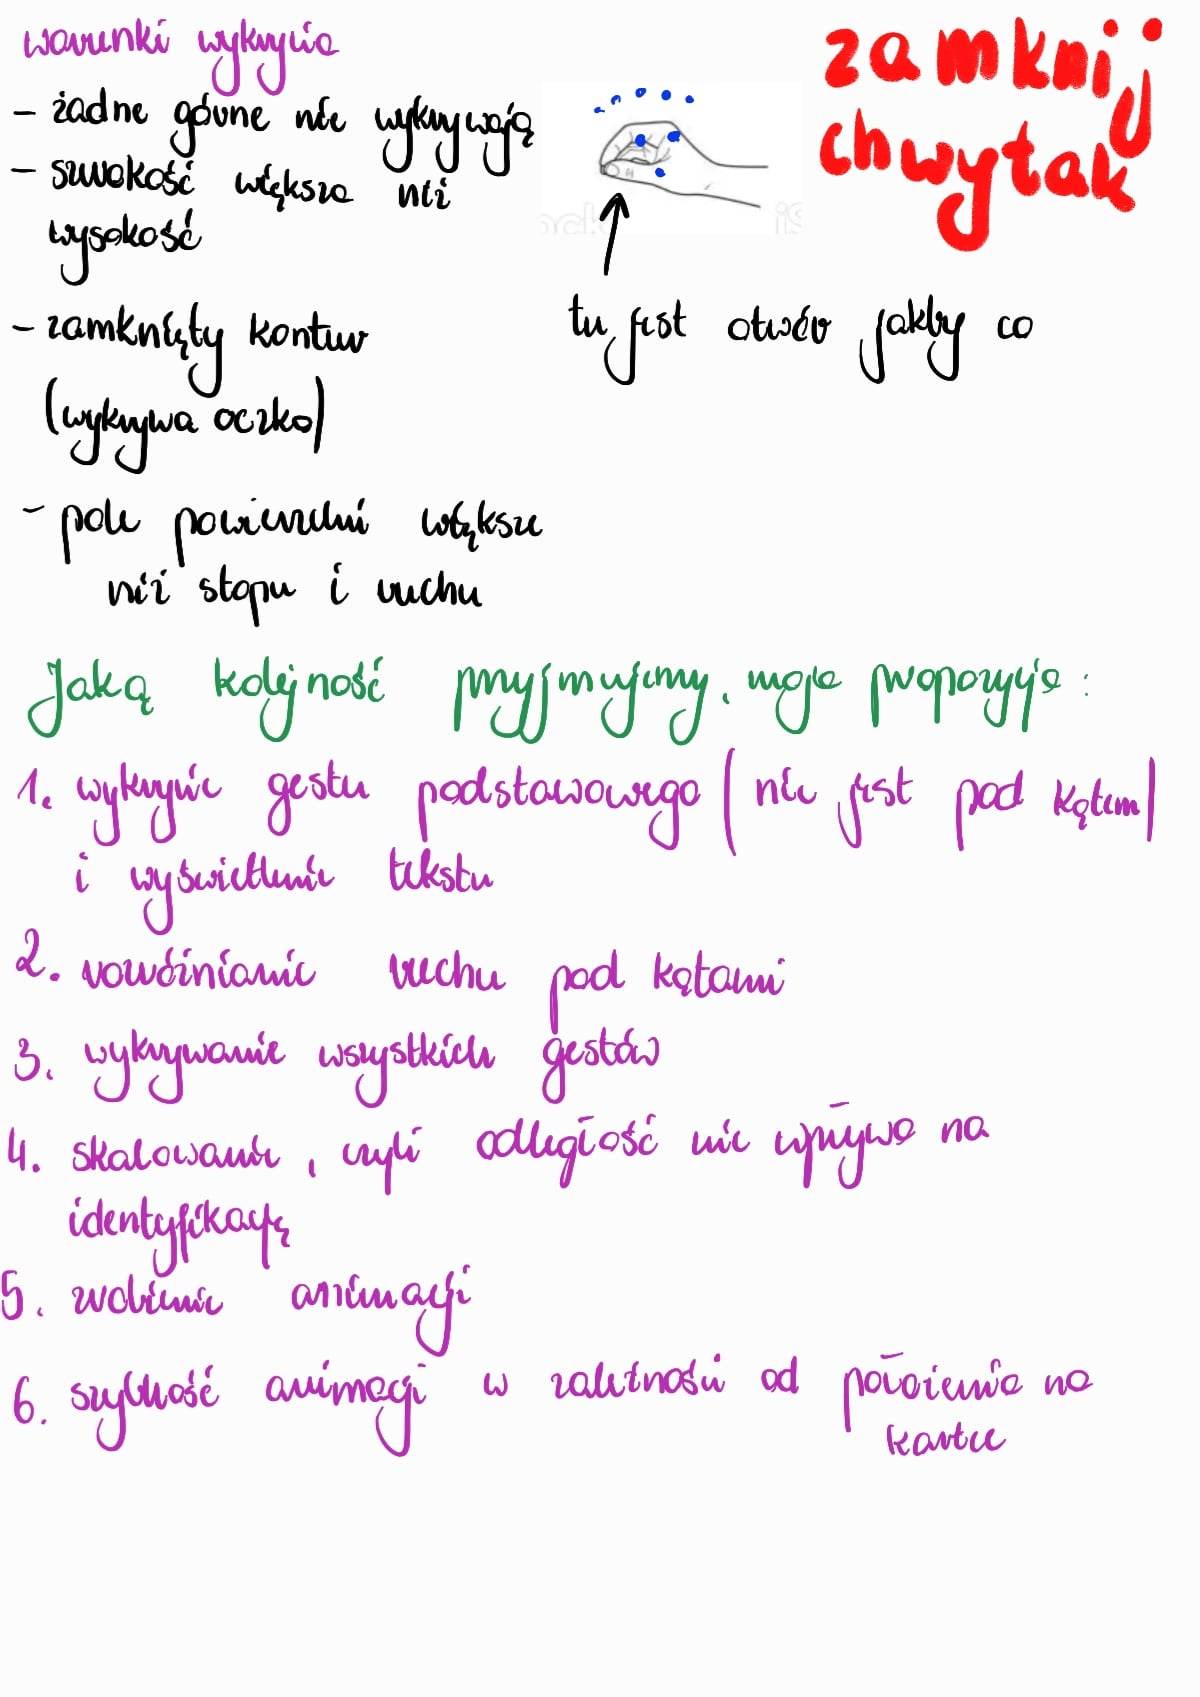 warunki wykrycia
zamknij
chwytak
- żadne górne nie wykrywają
- szerokość większa niż
wysokość
- zamknięty kontur
(wykrywa oczko)
tu jest otwór jakby co
- pole powierzchni większe
niż stopu i ruchu
Jaką kolejność przyjmujemy, moja propozycja:
1. wykrycie gestu podstawowego (nie jest pod kątem)
i wyświetlenie tekstu
2. rozróżnianie ruchu pod kątami
3. wykrywanie wszystkich gestów
4. skalowanie, czyli odległość nie wpływa na
identyfikację
5. zrobienie animacji
6. szybkość animacji w zależności od położenia na
kartce